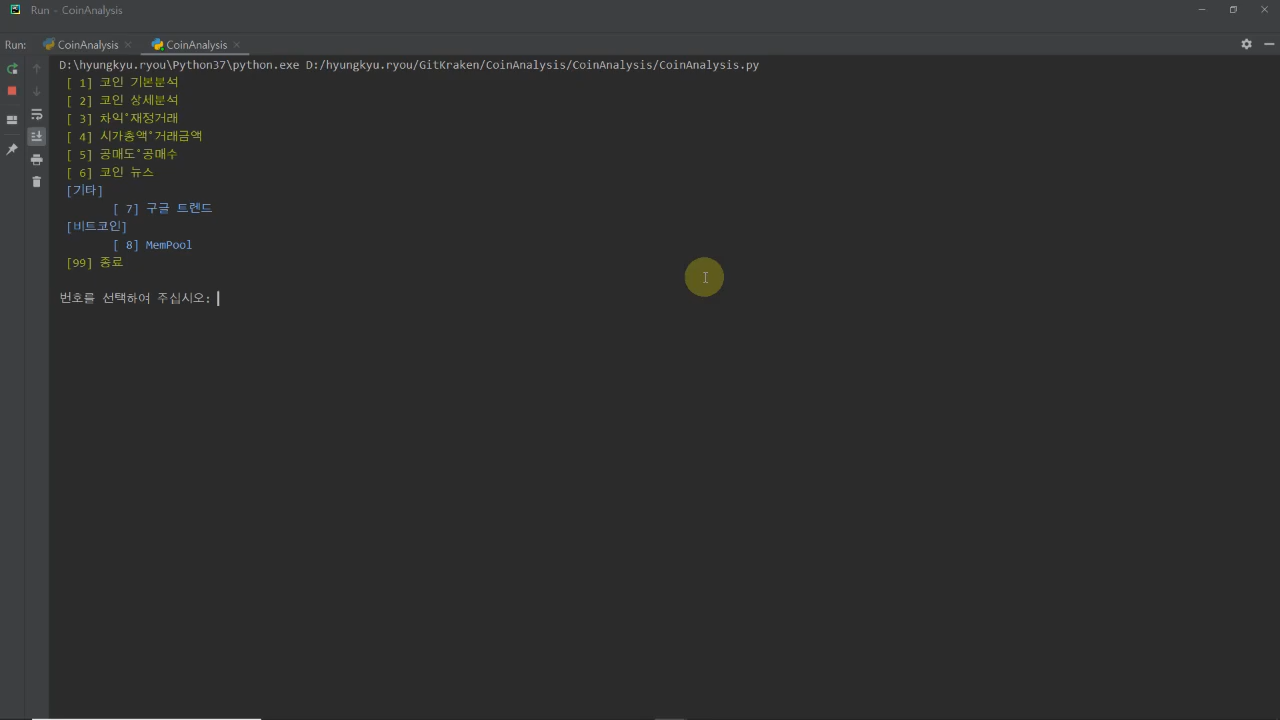 Run - CoinAnalysis
Run: CoinAnalysis CoinAnalysis
D:\hyungkyu.ryou\Python37\python.exe D:/hyungkyu.ryou/GitKraken/CoinAnalysis/CoinAnalysis/CoinAnalysis.py
[ 1] 코인 기본분석
[ 2] 코인 상세분석
[ 3] 차익°재정거래
[ 4] 시가총액°거래금액
[ 5] 공매도°공매수
[ 6] 코인 뉴스
[기타]
[ 7] 구글 트렌드
[비트코인]
[ 8] MemPool
[99] 종료
번호를 선택하여 주십시오: